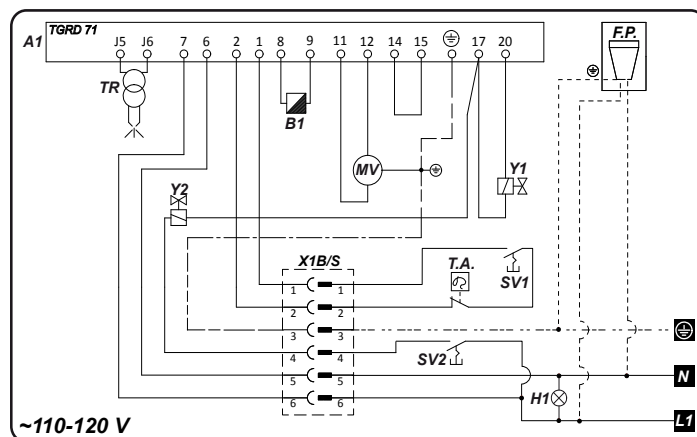 TGRD 71
F.P.
A1
J5 J6 7 6 2 1 8 9 11 12 14 15 17 20
TR
B1
MV
Y1
Y2
X1B/S
T.A.
SV1
1 1
2 2
3 3
4 4
SV2
5 5
N
H1
6 6
L1
~110-120 V